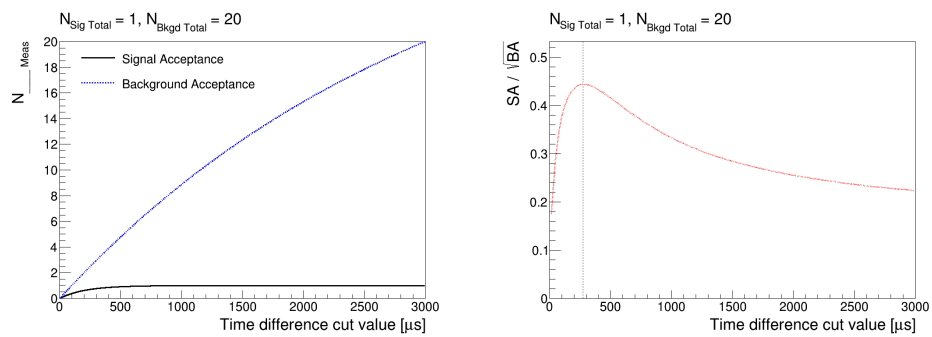 N_Sig Total = 1, N_Bkgd Total = 20
N___Meas
20
18
16
14
12
10
8
6
4
2
0
Signal Acceptance
Background Acceptance
0 500 1000 1500 2000 2500 3000
Time difference cut value [μs]
N_Sig Total = 1, N_Bkgd Total = 20
SA / √BA
0.5
0.4
0.3
0.2
0.1
0
0 500 1000 1500 2000 2500 3000
Time difference cut value [μs]